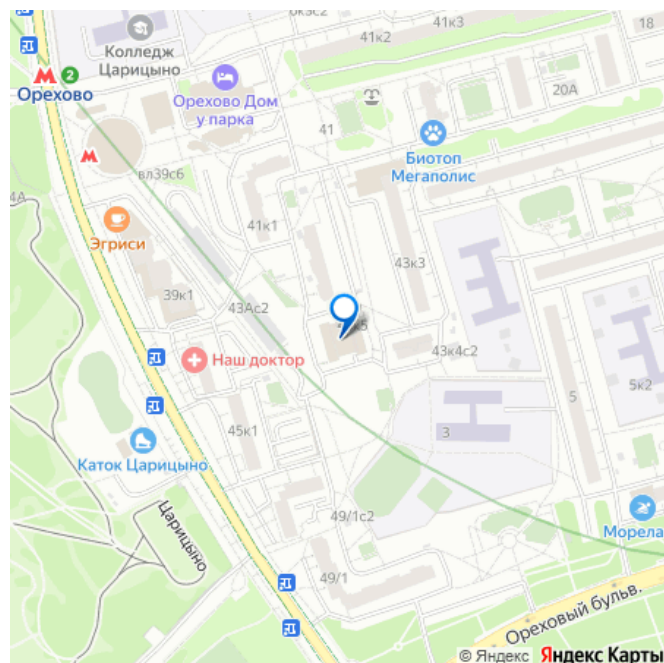 6к3с2
41к3
18
41к2
Колледж
Царицыно
2
Орехово
Орехово Дом
у парка
20А
41
Биотоп
Мегаполис
вл39с6
4А
41к1
Эгриси
43к3
39к1
43Ас2
43к4с2
Наш доктор
5к2
5
45к1
3
Каток Царицыно
49/1с2
Царицыно
Морела
49/1
Ореховый бульв.
© Яндекс
Яндекс Карты